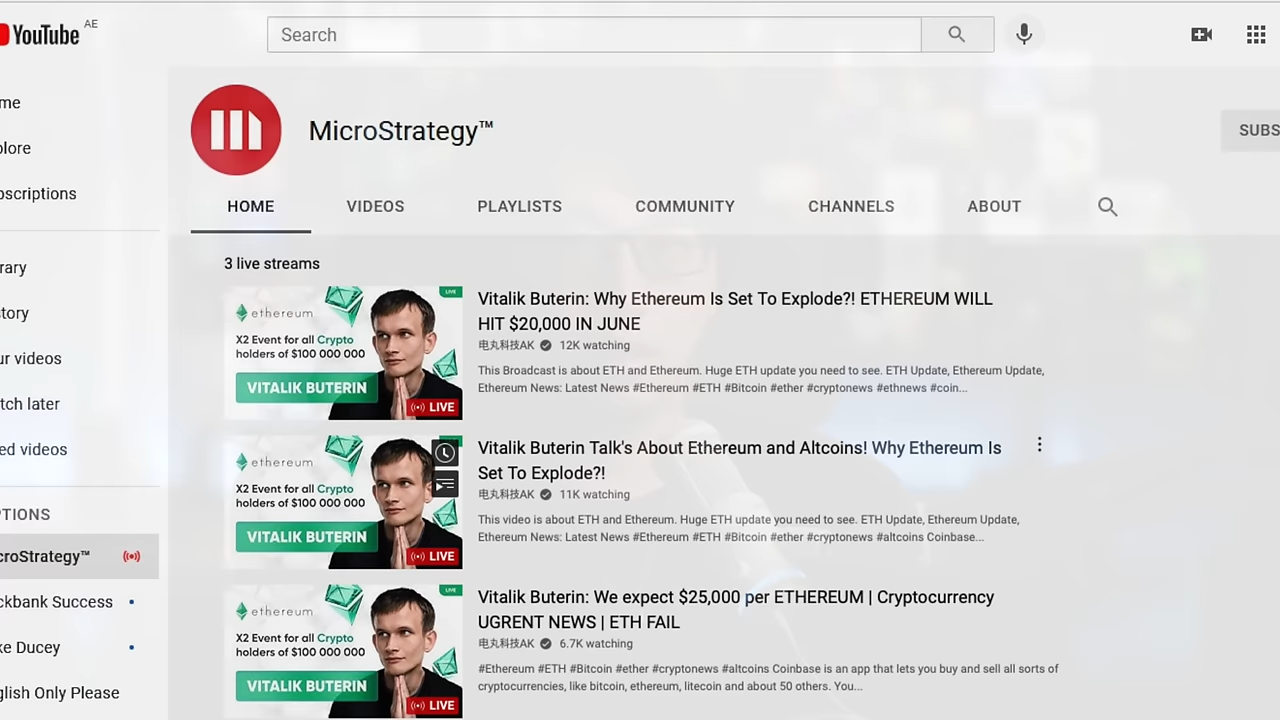 YouTube AE
Search
me
MicroStrategy™
SUBS
lore
oscriptions
HOME VIDEOS PLAYLISTS COMMUNITY CHANNELS ABOUT
rary
3 live streams
tory
ur videos
tch later
ed videos
PTIONS
croStrategy™
ckbank Success
ke Ducey
glish Only Please
LIVE
ethereum
X2 Event for all Crypto
holders of $100 000 000
VITALIK BUTERIN
LIVE
Vitalik Buterin: Why Ethereum Is Set To Explode?! ETHEREUM WILL
HIT $20,000 IN JUNE
电丸科技AK 12K watching
This Broadcast is about ETH and Ethereum. Huge ETH update you need to see. ETH Update, Ethereum Update,
Ethereum News: Latest News #Ethereum #ETH #Bitcoin #ether #cryptonews #ethnews #coin...
ethereum
X2 Event for all Crypto
holders of $100 000 000
VITALIK BUTERIN
LIVE
Vitalik Buterin Talk's About Ethereum and Altcoins! Why Ethereum Is
Set To Explode?!
电丸科技AK 11K watching
This video is about ETH and Ethereum. Huge ETH update you need to see. ETH Update, Ethereum Update,
Ethereum News: Latest News #Ethereum #ETH #Bitcoin #ether #cryptonews #altcoins Coinbase...
LIVE
ethereum
X2 Event for all Crypto
holders of $100 000 000
VITALIK BUTERIN
LIVE
Vitalik Buterin: We expect $25,000 per ETHEREUM | Cryptocurrency
UGRENT NEWS | ETH FAIL
电丸科技AK 6.7K watching
#Ethereum #ETH #Bitcoin #ether #cryptonews #altcoins Coinbase is an app that lets you buy and sell all sorts of
cryptocurrencies, like bitcoin, ethereum, litecoin and about 50 others. You...